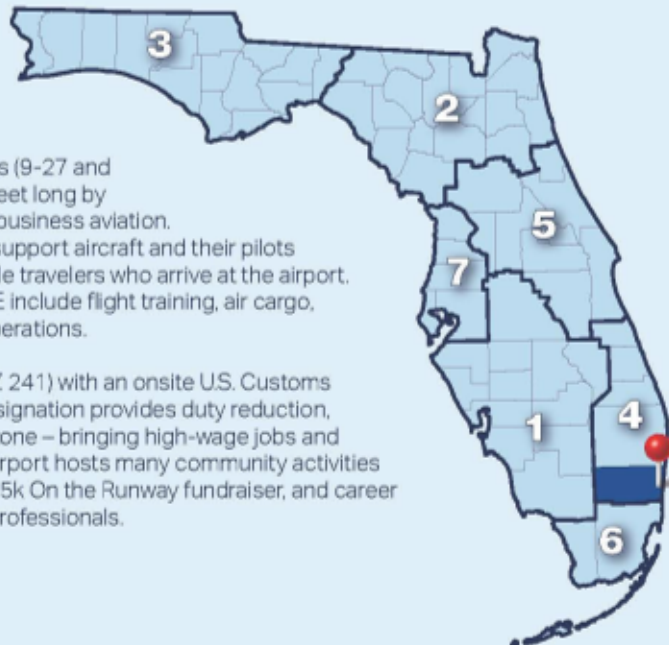 3
2
s (9-27 and
eet long by
business aviation.
support aircraft and their pilots
le travelers who arrive at the airport.
E include flight training, air cargo,
erations.
5
7
Z 241) with an onsite U.S. Customs
signation provides duty reduction,
one – bringing high-wage jobs and
irport hosts many community activities
5k On the Runway fundraiser, and career
rofessionals.
1
4
6